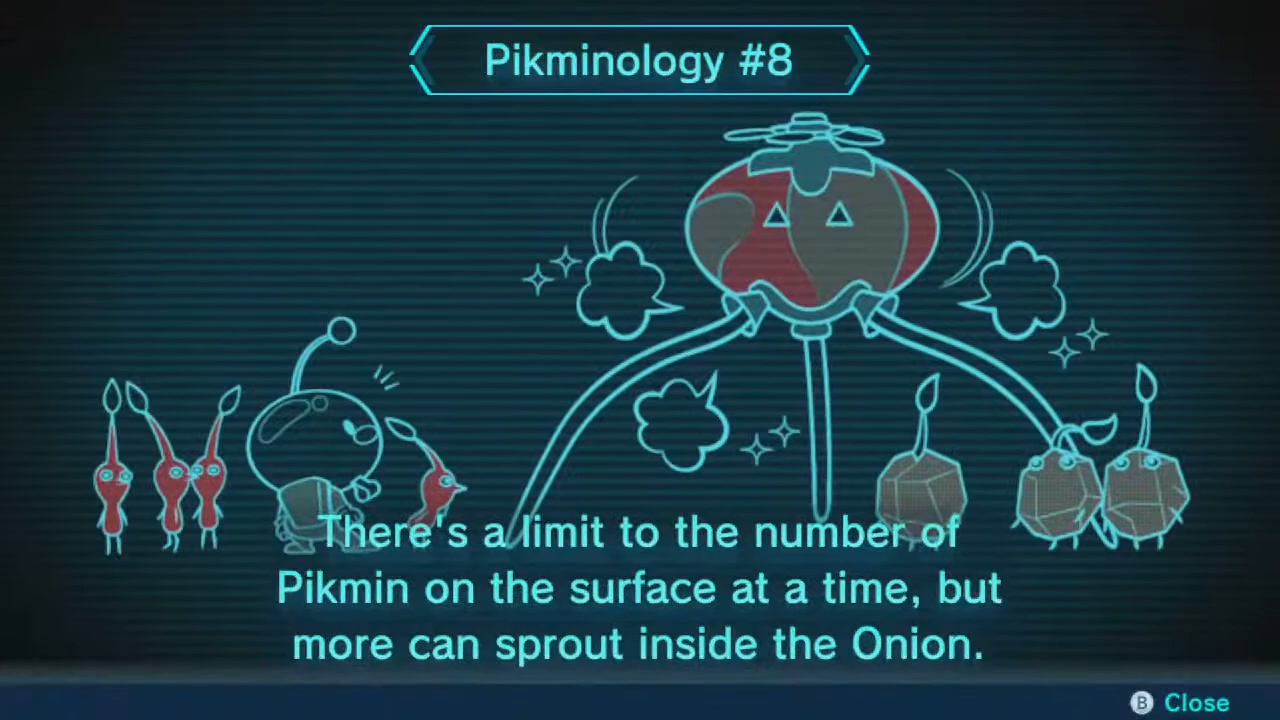 Pikminology #8
There's a limit to the number of
Pikmin on the surface at a time, but
more can sprout inside the Onion.
B Close